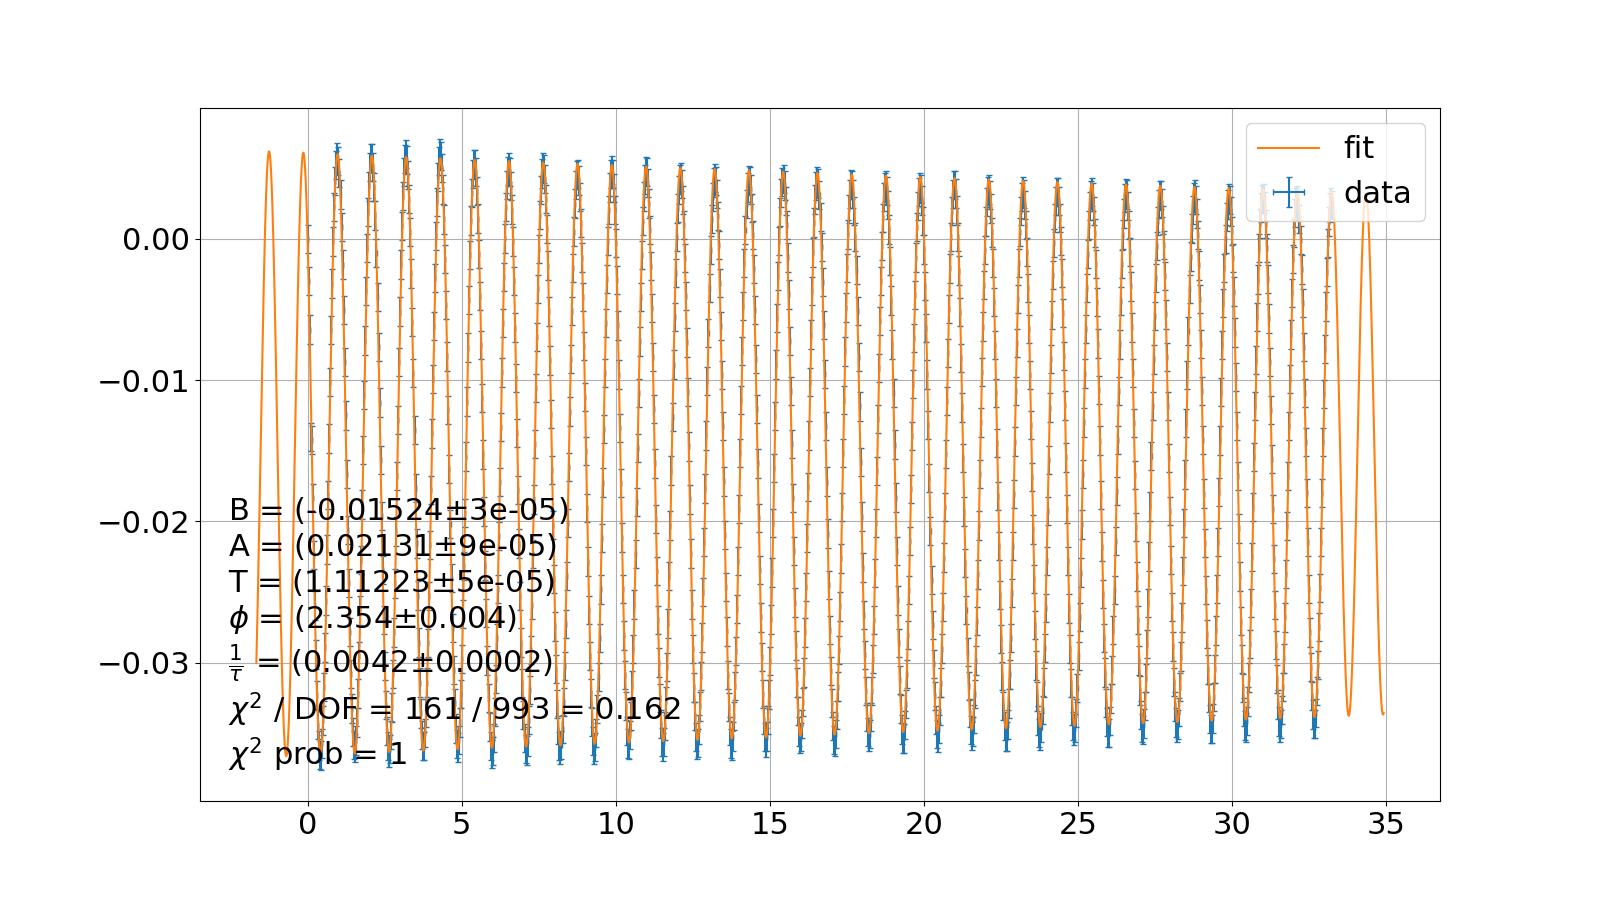 fit
data
0.00
−0.01
−0.02
−0.03
B = (-0.01524±3e-05)
A = (0.02131±9e-05)
T = (1.11223±5e-05)
ϕ = (2.354±0.004)
1/τ = (0.0042±0.0002)
χ² / DOF = 161 / 993 = 0.162
χ² prob = 1
0 5 10 15 20 25 30 35